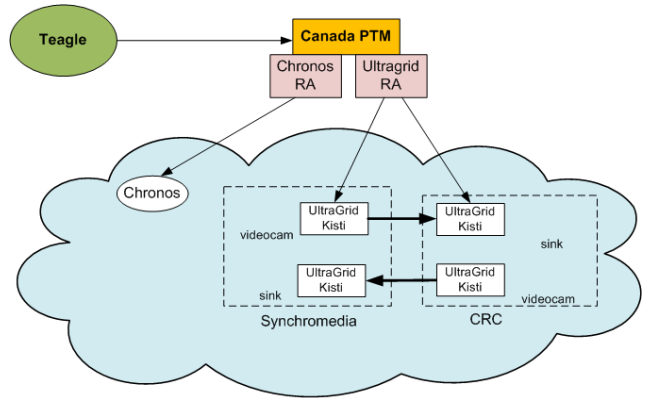 Teagle
Canada PTM
Chronos
RA
Ultragrid
RA
Chronos
UltraGrid
Kisti
UltraGrid
Kisti
videocam
sink
UltraGrid
Kisti
UltraGrid
Kisti
sink
videocam
Synchromedia
CRC